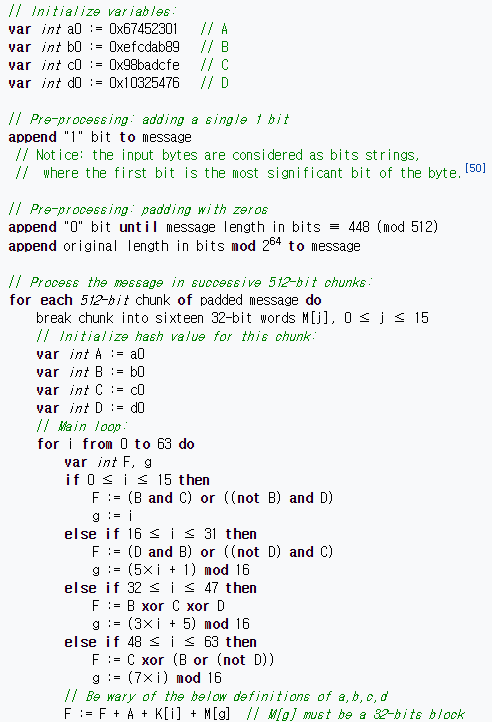 // Initialize variables:
var int a0 := 0x67452301 // A
var int b0 := 0xefcdab89 // B
var int c0 := 0x98badcfe // C
var int d0 := 0x10325476 // D
// Pre-processing: adding a single 1 bit
append "1" bit to message
// Notice: the input bytes are considered as bits strings,
// where the first bit is the most significant bit of the byte.[50]
// Pre-processing: padding with zeros
append "0" bit until message length in bits ≡ 448 (mod 512)
append original length in bits mod 2^64 to message
// Process the message in successive 512-bit chunks:
for each 512-bit chunk of padded message do
break chunk into sixteen 32-bit words M[j], 0 ≤ j ≤ 15
// Initialize hash value for this chunk:
var int A := a0
var int B := b0
var int C := c0
var int D := d0
// Main loop:
for i from 0 to 63 do
var int F, g
if 0 ≤ i ≤ 15 then
F := (B and C) or ((not B) and D)
g := i
else if 16 ≤ i ≤ 31 then
F := (D and B) or ((not D) and C)
g := (5×i + 1) mod 16
else if 32 ≤ i ≤ 47 then
F := B xor C xor D
g := (3×i + 5) mod 16
else if 48 ≤ i ≤ 63 then
F := C xor (B or (not D))
g := (7×i) mod 16
// Be wary of the below definitions of a,b,c,d
F := F + A + K[i] + M[g] // M[g] must be a 32-bits block